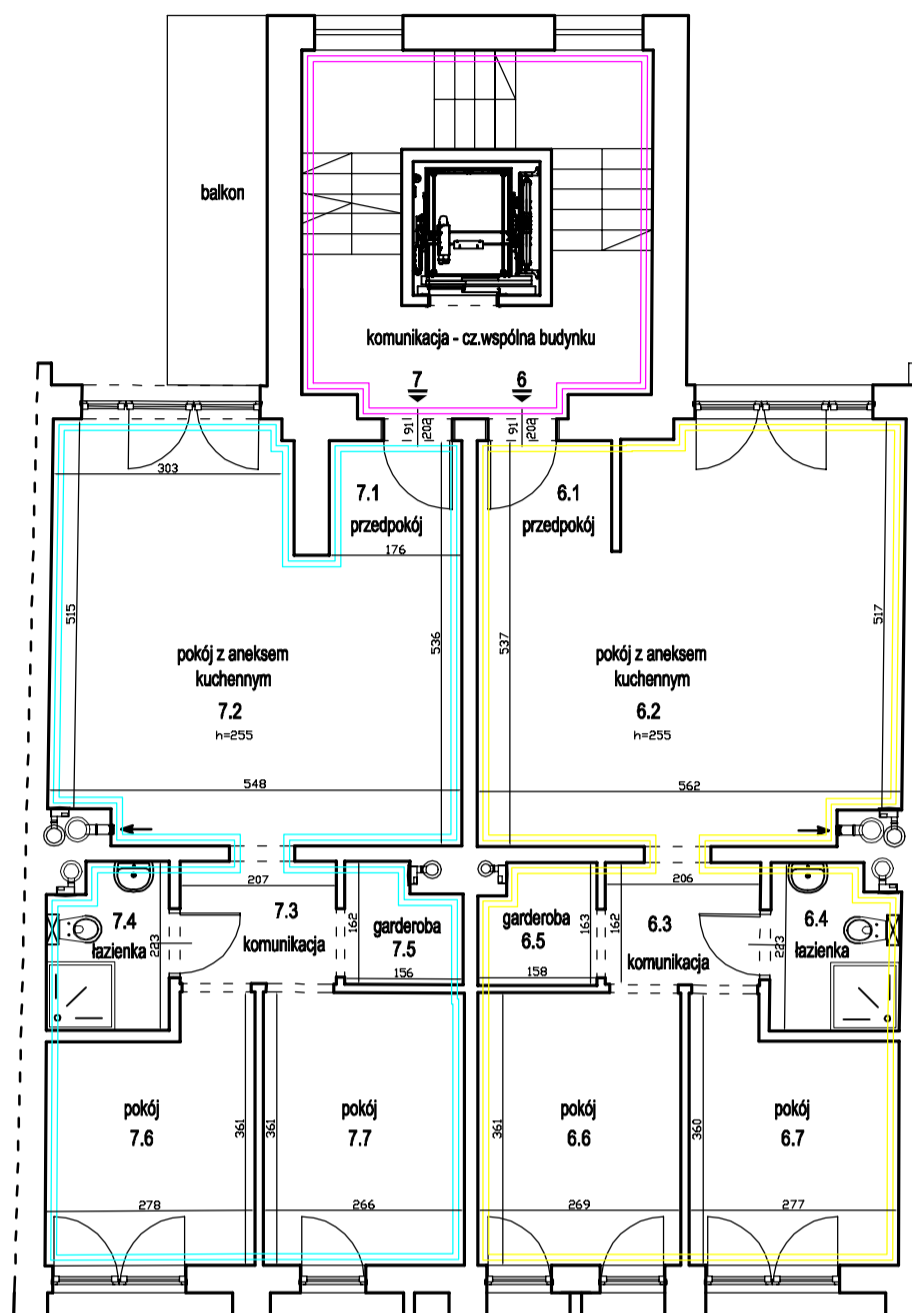 balkon
komunikacja - cz.wspólna budynku
7
6
91
202
91
202
303
7.1
przedpokój
176
6.1
przedpokój
515
536
537
517
pokój z aneksem
kuchennym
7.2
h=255
pokój z aneksem
kuchennym
6.2
h=255
548
562
7.4
łazienka
223
207
7.3
komunikacja
162
garderoba
7.5
156
garderoba
6.5
158
163
162
206
6.3
komunikacja
223
6.4
łazienka
pokój
7.6
361
278
pokój
7.7
361
266
pokój
6.6
361
269
pokój
6.7
360
277